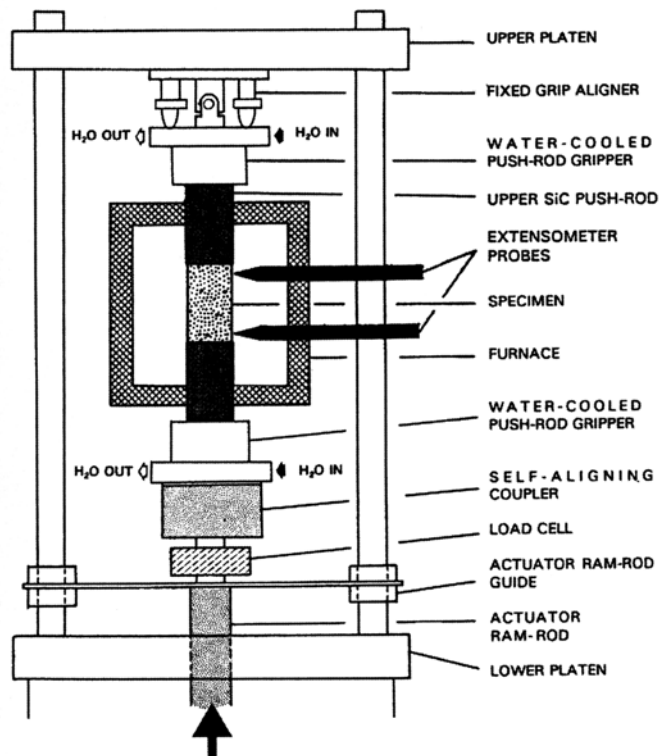 UPPER PLATEN
FIXED GRIP ALIGNER
H₂O OUT
H₂O IN
WATER-COOLED
PUSH-ROD GRIPPER
UPPER SiC PUSH-ROD
EXTENSOMETER
PROBES
SPECIMEN
FURNACE
WATER-COOLED
PUSH-ROD GRIPPER
H₂O OUT
H₂O IN
SELF-ALIGNING
COUPLER
LOAD CELL
ACTUATOR RAM-ROD
GUIDE
ACTUATOR
RAM-ROD
LOWER PLATEN